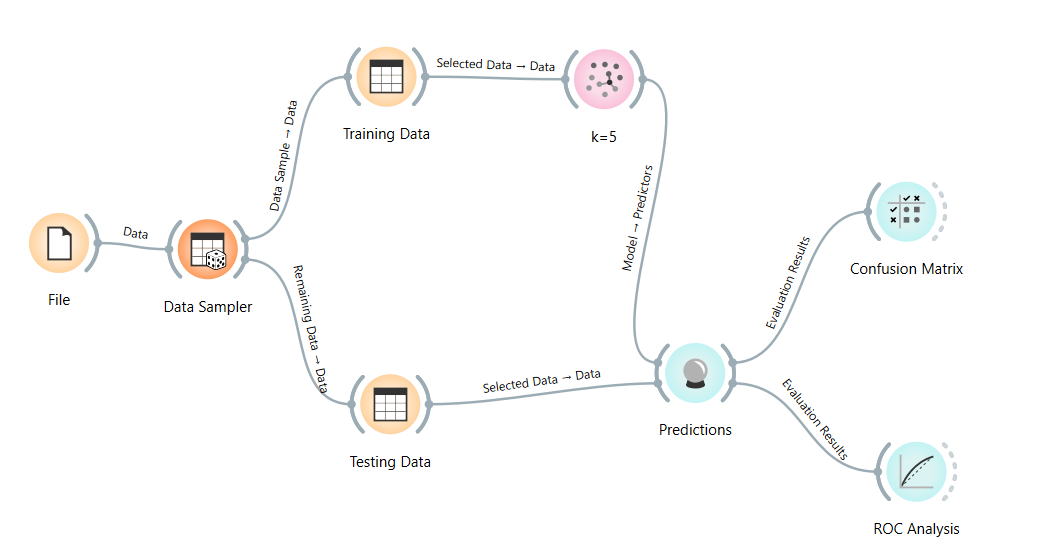 Selected Data → Data
Training Data
k=5
Data Sample → Data
Model → Predictors
Data
File
Data Sampler
Confusion Matrix
Remaining Data → Data
Evaluation Results
Selected Data → Data
Predictions
Testing Data
Evaluation Results
ROC Analysis